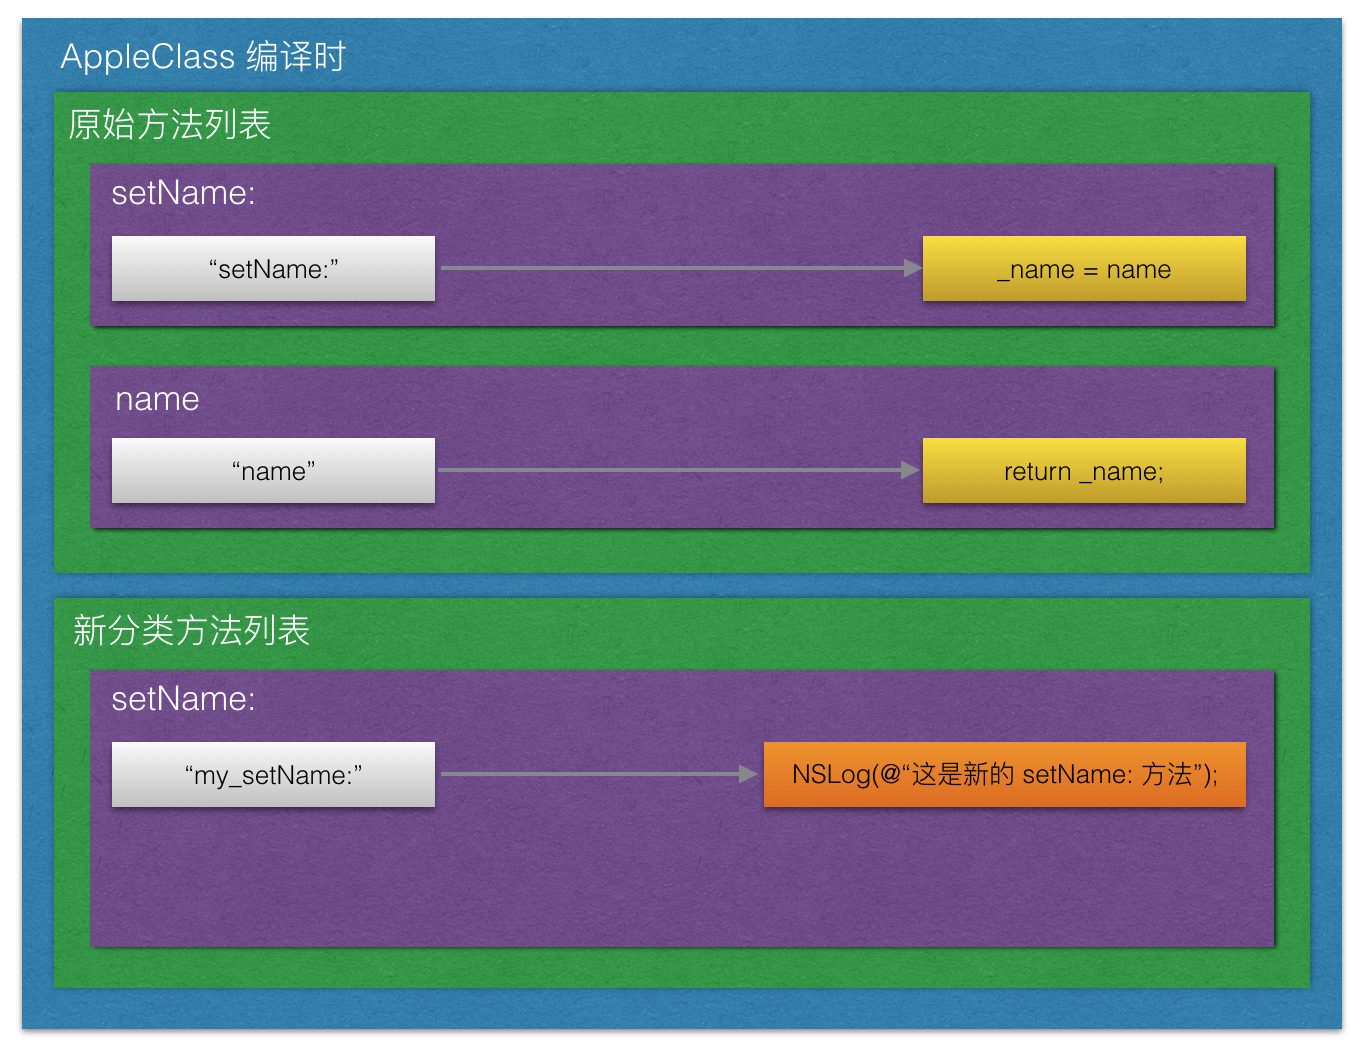 AppleClass 编译时
原始方法列表
setName:
“setName:”
_name = name
name
“name”
return _name;
新分类方法列表
setName:
“my_setName:”
NSLog(@“这是新的 setName: 方法”);